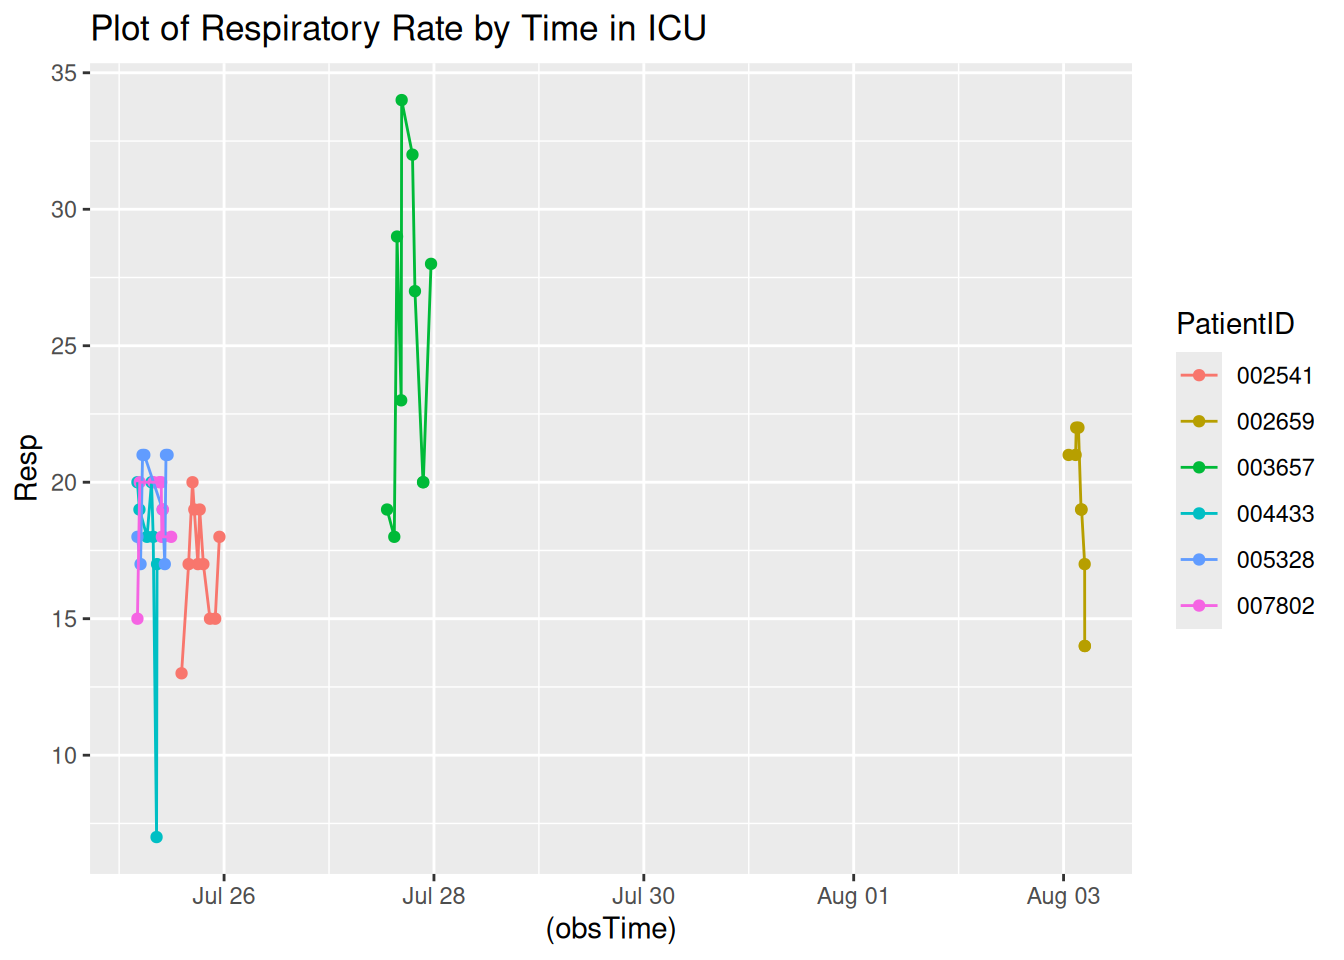 Plot of Respiratory Rate by Time in ICU
35
30
25
20
15
10
Resp
Jul 26
Jul 28
Jul 30
Aug 01
Aug 03
(obsTime)
PatientID
002541
002659
003657
004433
005328
007802